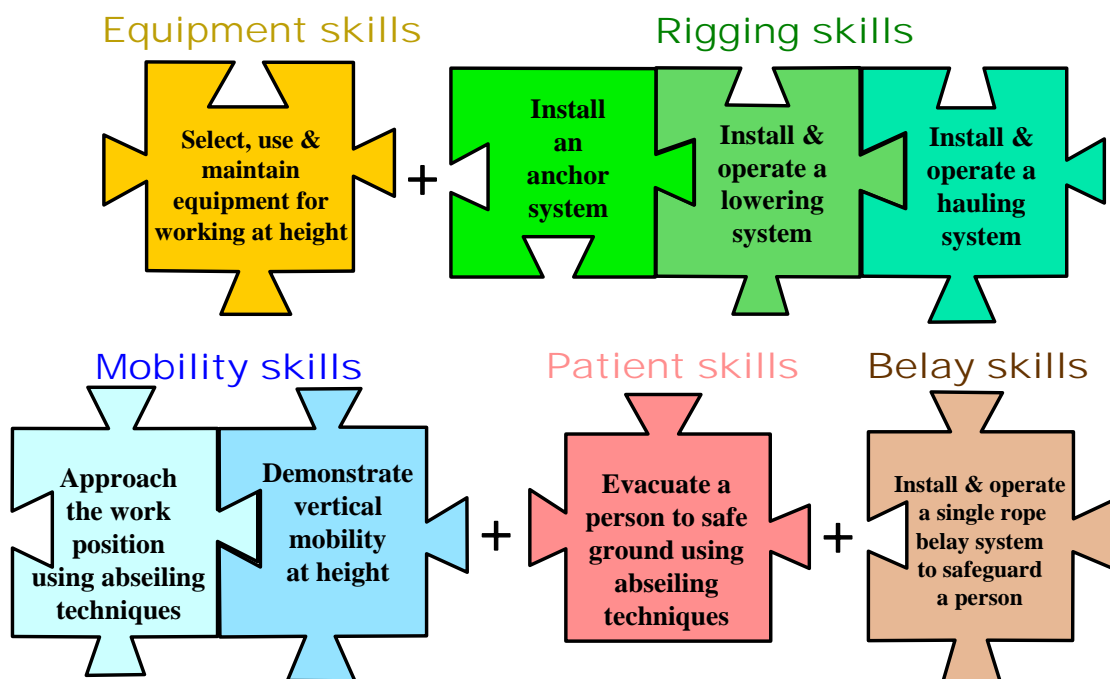 Equipment skills
Rigging skills
Select, use &
maintain
equipment for
working at height
+
Install
an
anchor
system
Install &
operate a
lowering
system
Install &
operate a
hauling
system
Mobility skills
Patient skills
Belay skills
Approach
the work
position
using abseiling
techniques
Demonstrate
vertical
mobility
at height
+
Evacuate a
person to safe
ground using
abseiling
techniques
+
Install & operate
a single rope
belay system
to safeguard
a person